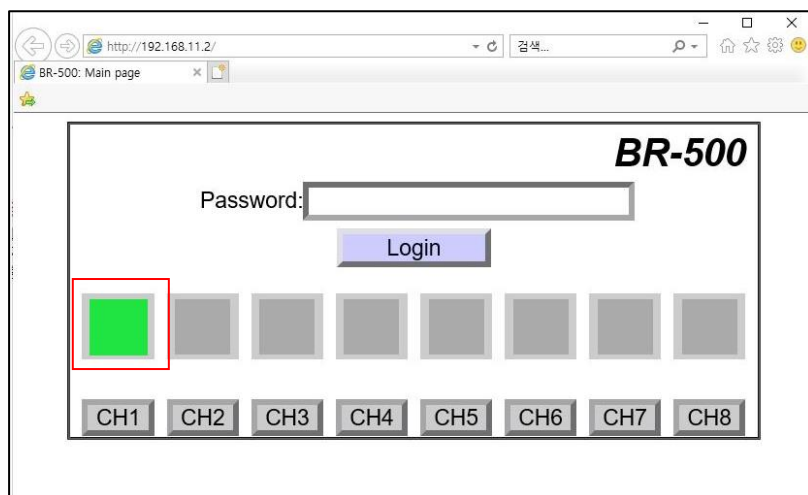 http://192.168.11.2/
검색...
BR-500: Main page
BR-500
Password:
Login
CH1 CH2 CH3 CH4 CH5 CH6 CH7 CH8